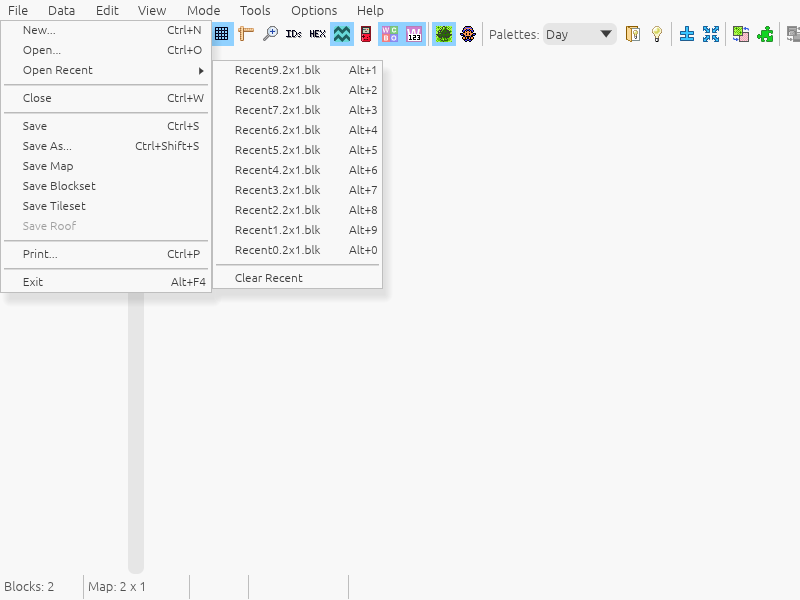 File Data Edit View Mode Tools Options Help
IDs HEX 123 Palettes: Day
New... Ctrl+N
Open... Ctrl+O
Open Recent
Close Ctrl+W
Save Ctrl+S
Save As... Ctrl+Shift+S
Save Map
Save Blockset
Save Tileset
Save Roof
Print... Ctrl+P
Exit Alt+F4
Recent9.2x1.blk Alt+1
Recent8.2x1.blk Alt+2
Recent7.2x1.blk Alt+3
Recent6.2x1.blk Alt+4
Recent5.2x1.blk Alt+5
Recent4.2x1.blk Alt+6
Recent3.2x1.blk Alt+7
Recent2.2x1.blk Alt+8
Recent1.2x1.blk Alt+9
Recent0.2x1.blk Alt+0
Clear Recent
Blocks: 2 Map: 2 x 1